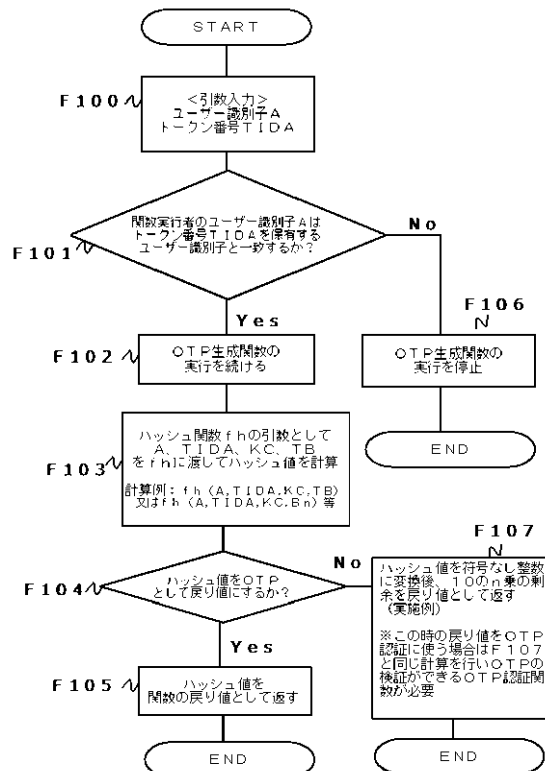 START
F100
<引数入力>
ユーザー識別子A
トークン番号TIDA
関数実行者のユーザー識別子Aは
トークン番号TIDAを保有する
ユーザー識別子と一致するか?
F101
No
Yes
F106
F102
OTP生成関数の
実行を続ける
OTP生成関数の
実行を停止
END
F103
ハッシュ関数fhの引数として
A、TIDA、KC、TB
をfhに渡してハッシュ値を計算
計算例:fh(A,TIDA,KC,TB)
又はfh(A,TIDA,KC,Bn)等
F104
ハッシュ値をOTP
として戻り値にするか?
No
Yes
F107
ハッシュ値を符号なし整数
に変換後、10のn乗の剰
余を戻り値として返す
(実施例)
※この時の戻り値をOTP
認証に使う場合はF107
と同じ計算を行いOTPの
検証ができるOTP認証関
数が必要
F105
ハッシュ値を
関数の戻り値として返す
END
END